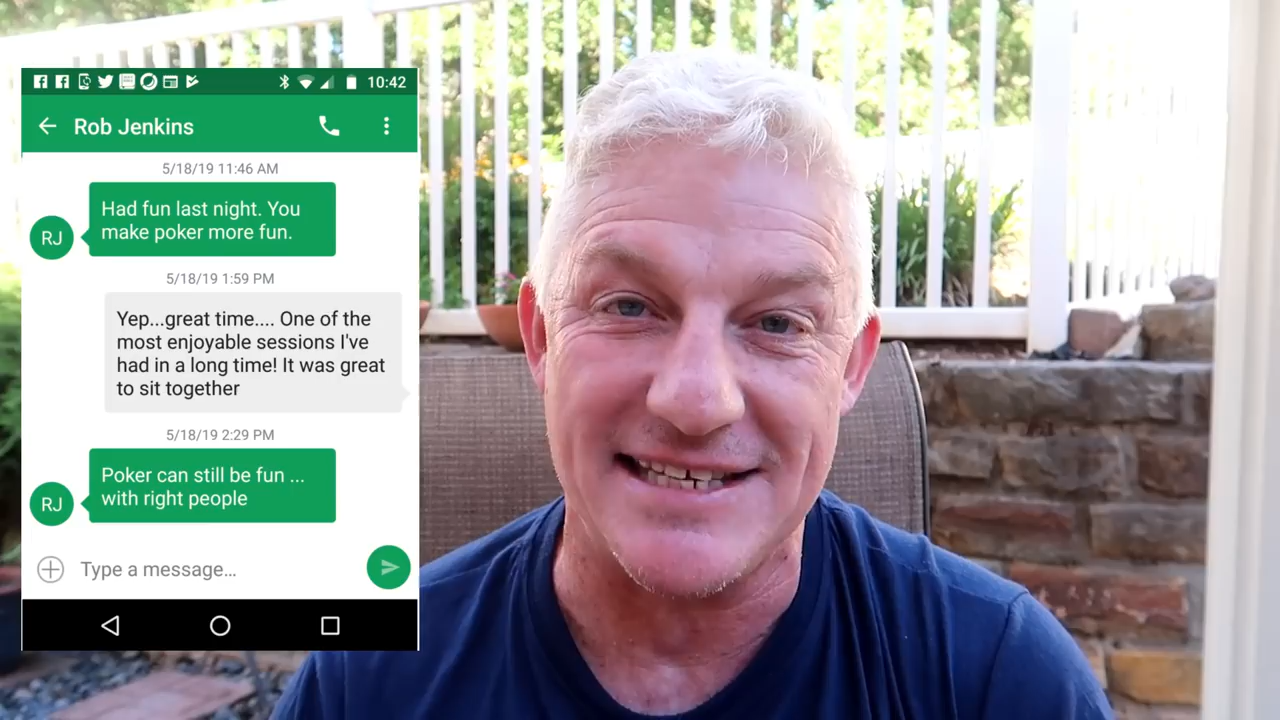 10:42
Rob Jenkins
5/18/19 11:46 AM
Had fun last night. You
make poker more fun.
RJ
5/18/19 1:59 PM
Yep...great time.... One of the
most enjoyable sessions I've
had in a long time! It was great
to sit together
5/18/19 2:29 PM
Poker can still be fun ...
with right people
RJ
Type a message...